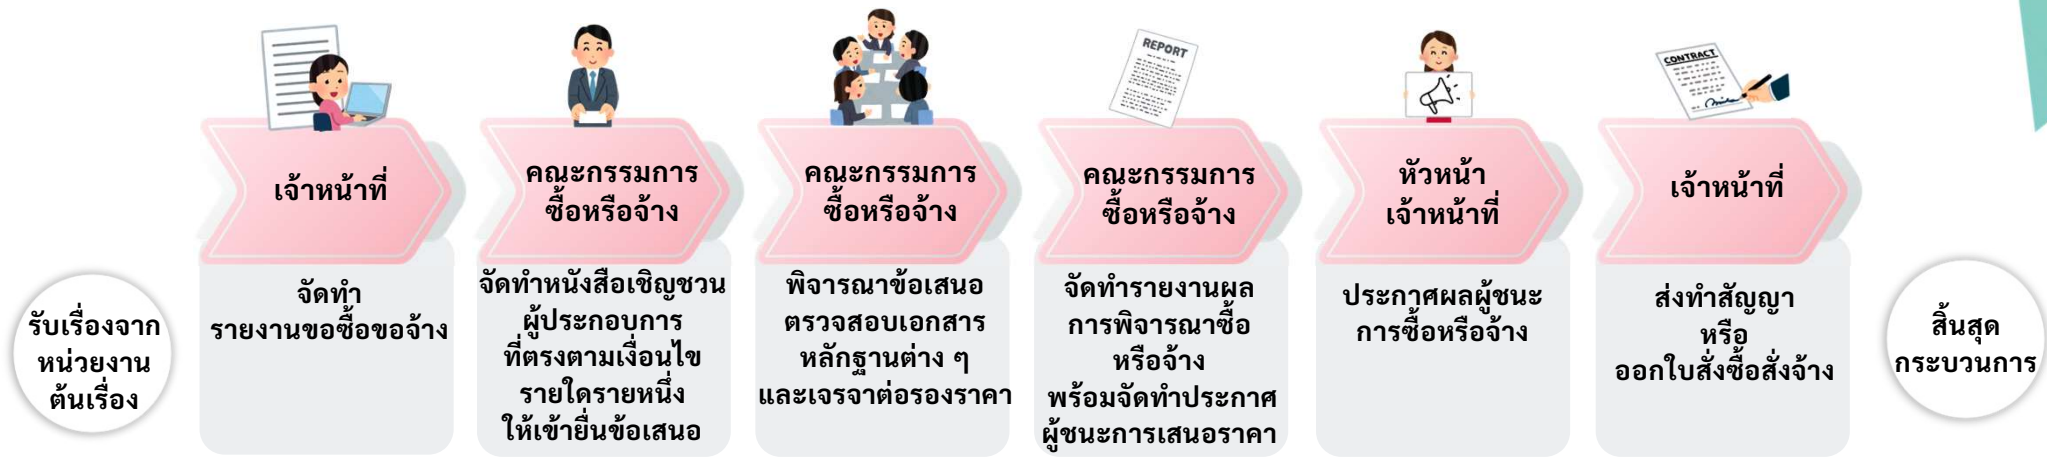 รับเรื่องจาก
หน่วยงาน
ต้นเรื่อง
เจ้าหน้าที่
จัดทำ
รายงานขอซื้อขอจ้าง
คณะกรรมการ
ซื้อหรือจ้าง
จัดทำหนังสือเชิญชวน
ผู้ประกอบการ
ที่ตรงตามเงื่อนไข
รายใดรายหนึ่ง
ให้เข้ายื่นข้อเสนอ
คณะกรรมการ
ซื้อหรือจ้าง
พิจารณาข้อเสนอ
ตรวจสอบเอกสาร
หลักฐานต่าง ๆ
และเจรจาต่อรองราคา
REPORT
คณะกรรมการ
ซื้อหรือจ้าง
จัดทำรายงานผล
การพิจารณาซื้อ
หรือจ้าง
พร้อมจัดทำประกาศ
ผู้ชนะการเสนอราคา
หัวหน้า
เจ้าหน้าที่
ประกาศผลผู้ชนะ
การซื้อหรือจ้าง
CONTRACT
เจ้าหน้าที่
ส่งทำสัญญา
หรือ
ออกใบสั่งซื้อสั่งจ้าง
สิ้นสุด
กระบวนการ